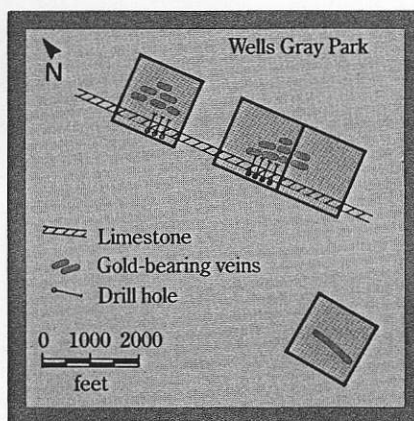 Wells Gray Park
N
Limestone
Gold-bearing veins
Drill hole
0 1000 2000
feet